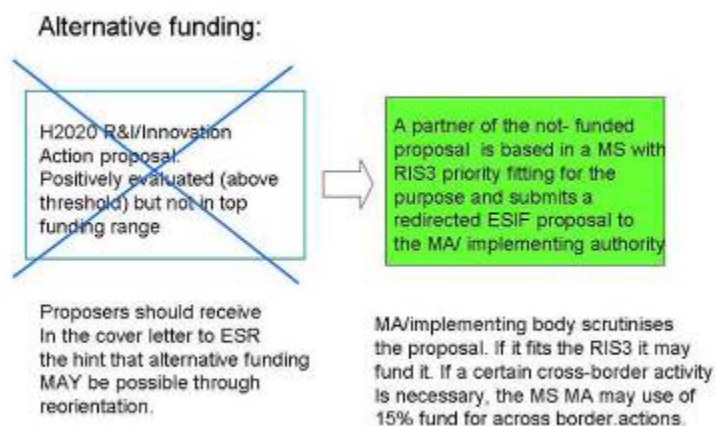 Alternative funding:
H2020 R&I/Innovation
Action proposal.
Positively evaluated (above
threshold) but not in top
funding range
A partner of the not- funded
proposal is based in a MS with
RIS3 priority fitting for the
purpose and submits a
redirected ESIF proposal to
the MA/ implementing authority
Proposers should receive
In the cover letter to ESR
the hint that alternative funding
MAY be possible through
reorientation.
MA/implementing body scrutinises
the proposal. If it fits the RIS3 it may
fund it. If a certain cross-border activity
Is necessary, the MS MA may use of
15% fund for across border.actions.